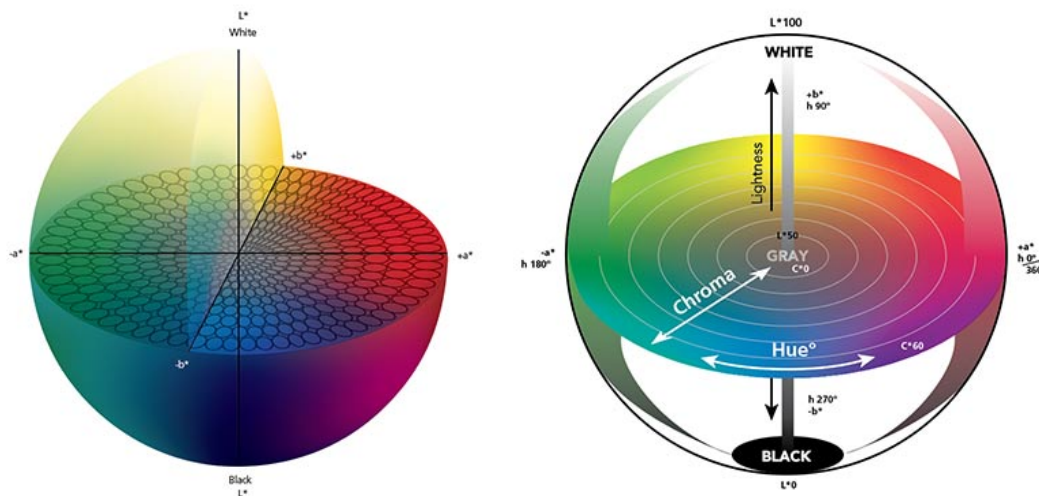 L*
White
+b*
-a*
+a*
-b*
Black
L*
L*100
WHITE
+b*
h 90°
Lightness
L*50
GRAY
C*0
-a*
h 180°
+a*
h 0°
360
Chroma
Hue°
C*60
h 270°
-b*
BLACK
L*0